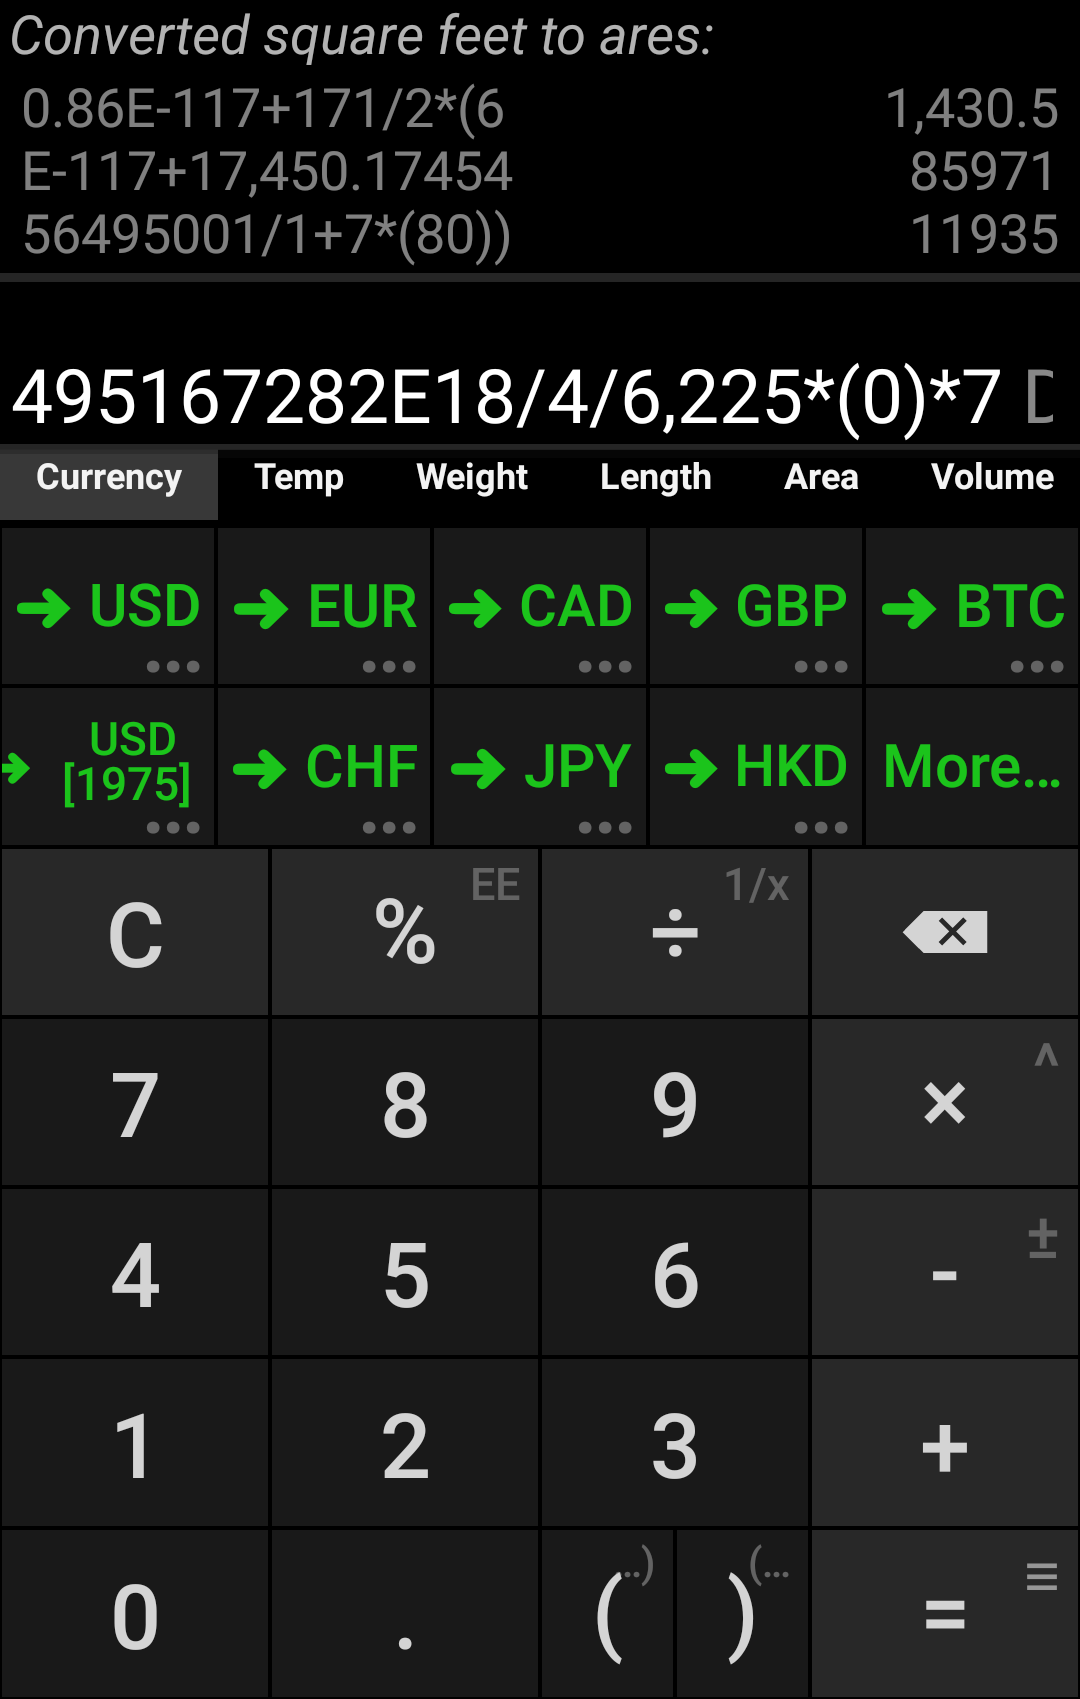 Converted square feet to ares:
0.86E-117+171/2*(6 1,430.5
E-117+17,450.17454 85971
56495001/1+7*(80)) 11935
495167282E18/4/6,225*(0)*7
Currency Temp Weight Length Area Volume
➔ USD ➔ EUR ➔ CAD ➔ GBP ➔ BTC
➔ USD [1975] ➔ CHF ➔ JPY ➔ HKD More...
C % EE ÷ 1/x
7 8 9 × ^
4 5 6 - ±
1 2 3 +
0 . ( ..) ) (... =